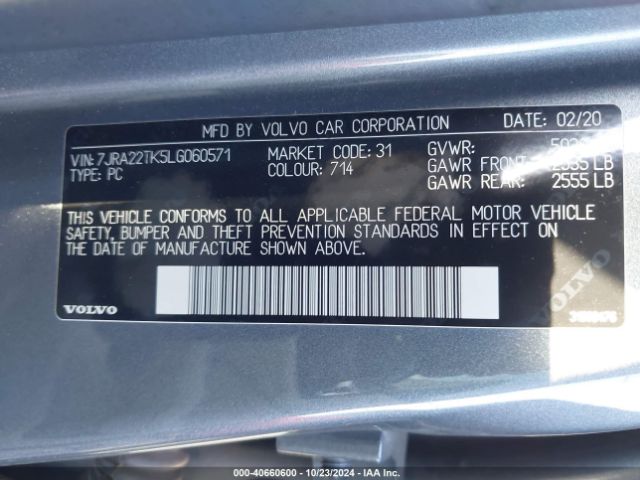 MFD BY VOLVO CAR CORPORATION DATE: 02/20
VIN:7JRA22TK5LG060571 MARKET CODE:31 GVWR:
TYPE: PC COLOUR: 714 GAWR FRONT: LB
GAWR REAR: 2555 LB
THIS VEHICLE CONFORMS TO ALL APPLICABLE FEDERAL MOTOR VEHICLE
SAFETY, BUMPER AND THEFT PREVENTION STANDARDS IN EFFECT ON
THE DATE OF MANUFACTURE SHOWN ABOVE.
VOLVO
VOLVO
000-40660600 - 10/23/2024 - IAA Inc.